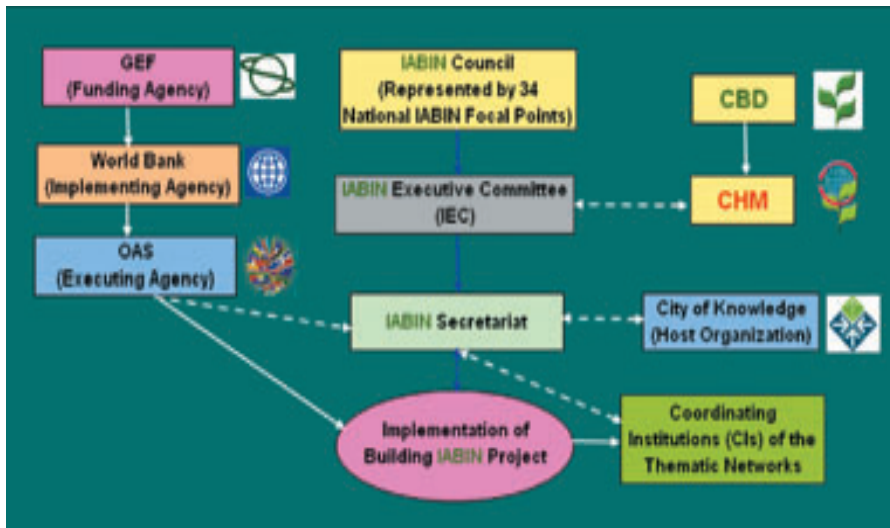 GEF
(Funding Agency)
IABIN Council
(Represented by 34
National IABIN Focal Points)
CBD
World Bank
(Implementing Agency)
IABIN Executive Committee
(IEC)
CHM
OAS
(Executing Agency)
IABIN Secretariat
City of Knowledge
(Host Organization)
Implementation of
Building IABIN Project
Coordinating
Institutions (CIs) of the
Thematic Networks